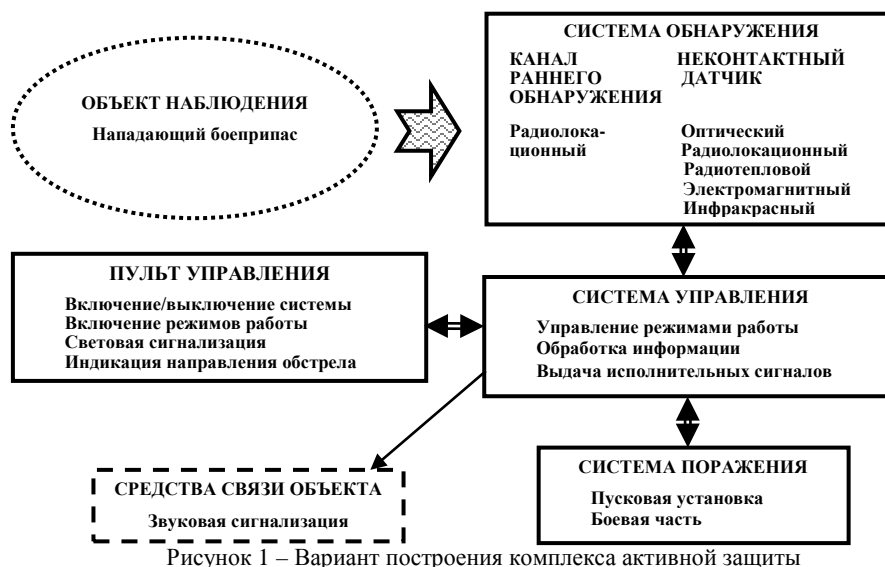 СИСТЕМА ОБНАРУЖЕНИЯ
КАНАЛ РАННЕГО ОБНАРУЖЕНИЯ
НЕКОНТАКТНЫЙ ДАТЧИК
Радиолока-
ционный
Оптический
Радиолокационный
Радиотепловой
Электромагнитный
Инфракрасный
ОБЪЕКТ НАБЛЮДЕНИЯ
Нападающий боеприпас
ПУЛЬТ УПРАВЛЕНИЯ
Включение/выключение системы
Включение режимов работы
Световая сигнализация
Индикация направления обстрела
СИСТЕМА УПРАВЛЕНИЯ
Управление режимами работы
Обработка информации
Выдача исполнительных сигналов
СРЕДСТВА СВЯЗИ ОБЪЕКТА
Звуковая сигнализация
СИСТЕМА ПОРАЖЕНИЯ
Пусковая установка
Боевая часть
Рисунок 1 – Вариант построения комплекса активной защиты